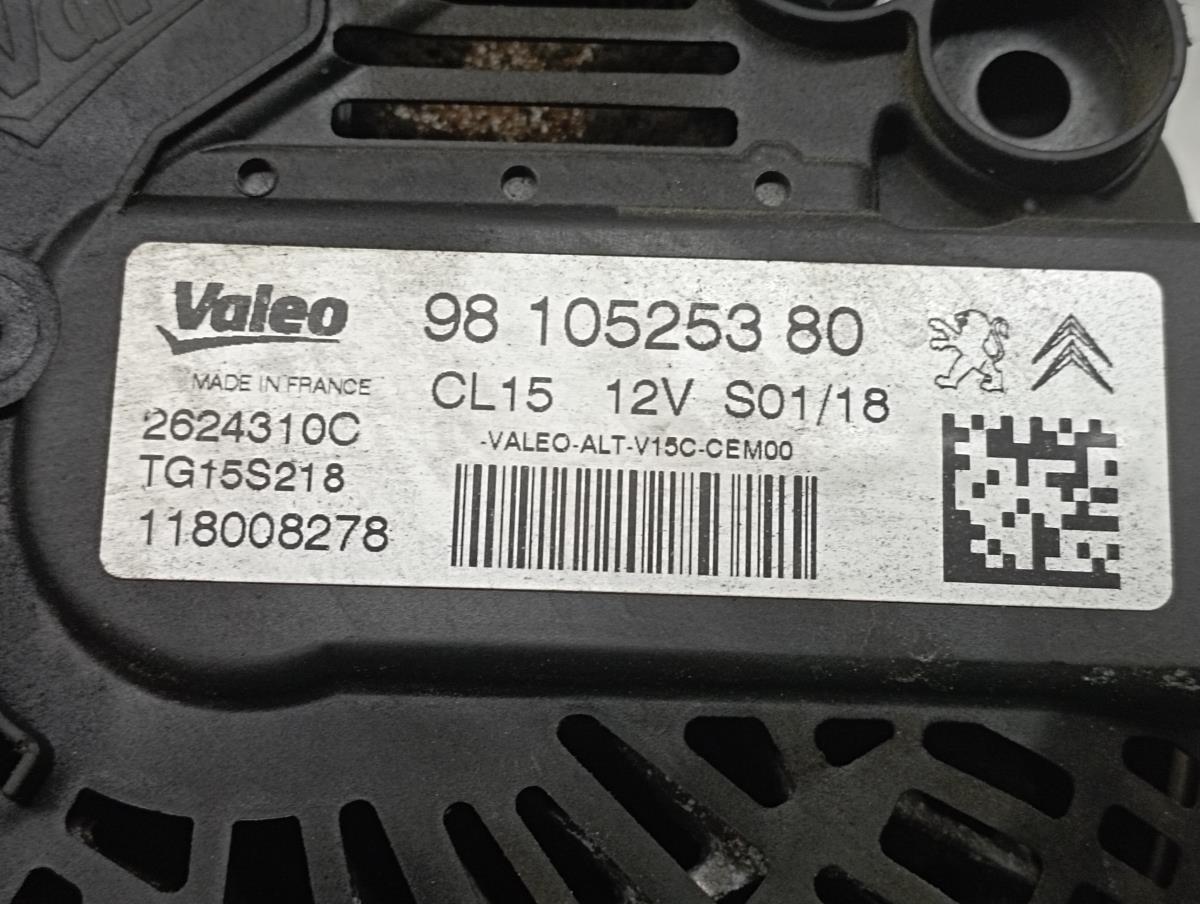 Valeo
98 105253 80
MADE IN FRANCE
CL15 12V S01/18
2624310C
-VALEO-ALT-V15C-CEM00
TG15S218
118008278